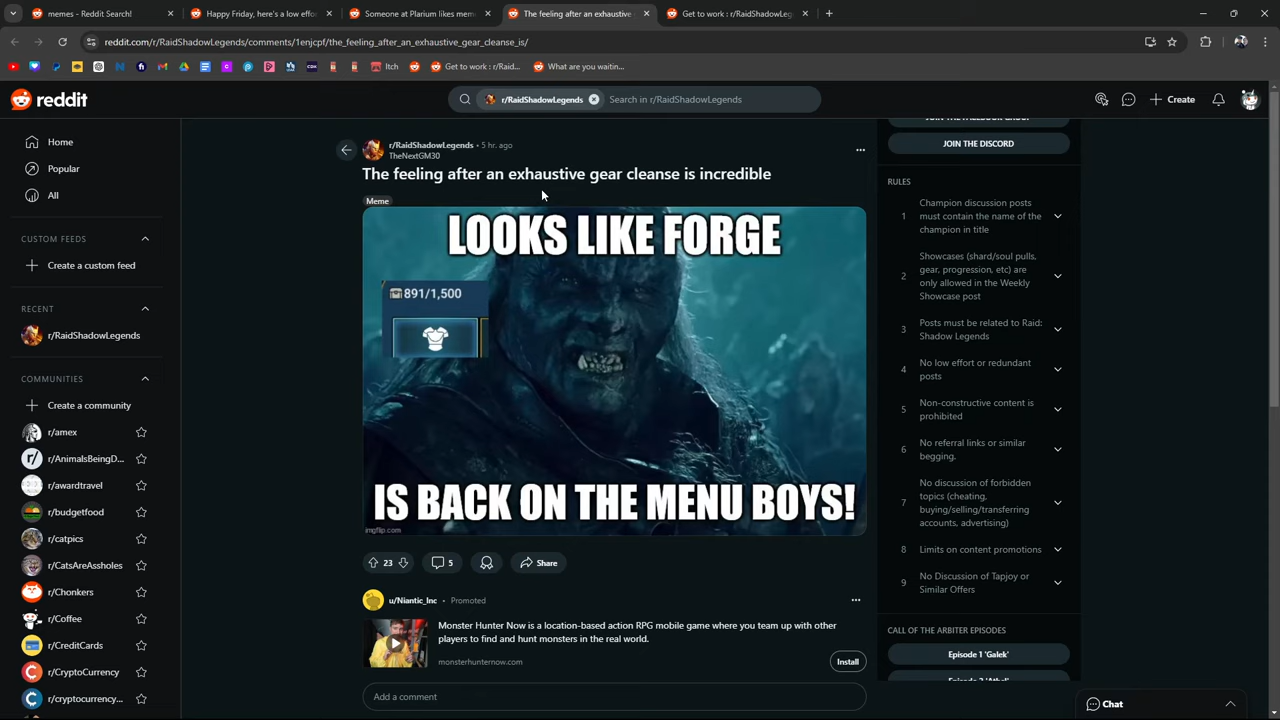 memes - Reddit Search!
Happy Friday, here's a low effor
Someone at Plarium likes mem
The feeling after an exhaustive g
Get to work : r/RaidShadowLeg
reddit.com/r/RaidShadowLegends/comments/1enjcpf/the_feeling_after_an_exhaustive_gear_cleanse_is/
Itch
Get to work : r/Raid...
What are you waitin...
reddit
r/RaidShadowLegends
Search in r/RaidShadowLegends
Create
Home
Popular
All
CUSTOM FEEDS
Create a custom feed
RECENT
r/RaidShadowLegends
COMMUNITIES
Create a community
r/amex
r/AnimalsBeingD...
r/awardtravel
r/budgetfood
r/catpics
r/CatsAreAssholes
r/Chonkers
r/Coffee
r/CreditCards
r/CryptoCurrency
r/cryptocurrency...
r/RaidShadowLegends • 5 hr. ago
TheNextGM30
The feeling after an exhaustive gear cleanse is incredible
Meme
LOOKS LIKE FORGE
891/1,500
IS BACK ON THE MENU BOYS!
imgflip.com
23
5
Share
u/Niantic_Inc • Promoted
Monster Hunter Now is a location-based action RPG mobile game where you team up with other
players to find and hunt monsters in the real world.
monsterhunternow.com
Install
Add a comment
JOIN THE FACEBOOK GROUP
JOIN THE DISCORD
RULES
1 Champion discussion posts
must contain the name of the
champion in title
2 Showcases (shard/soul pulls,
gear, progression, etc) are
only allowed in the Weekly
Showcase post
3 Posts must be related to Raid:
Shadow Legends
4 No low effort or redundant
posts
5 Non-constructive content is
prohibited
6 No referral links or similar
begging.
7 No discussion of forbidden
topics (cheating,
buying/selling/transferring
accounts, advertising)
8 Limits on content promotions
9 No Discussion of Tapjoy or
Similar Offers
CALL OF THE ARBITER EPISODES
Episode 1 'Galek'
Episode 2 'Athel'
Chat